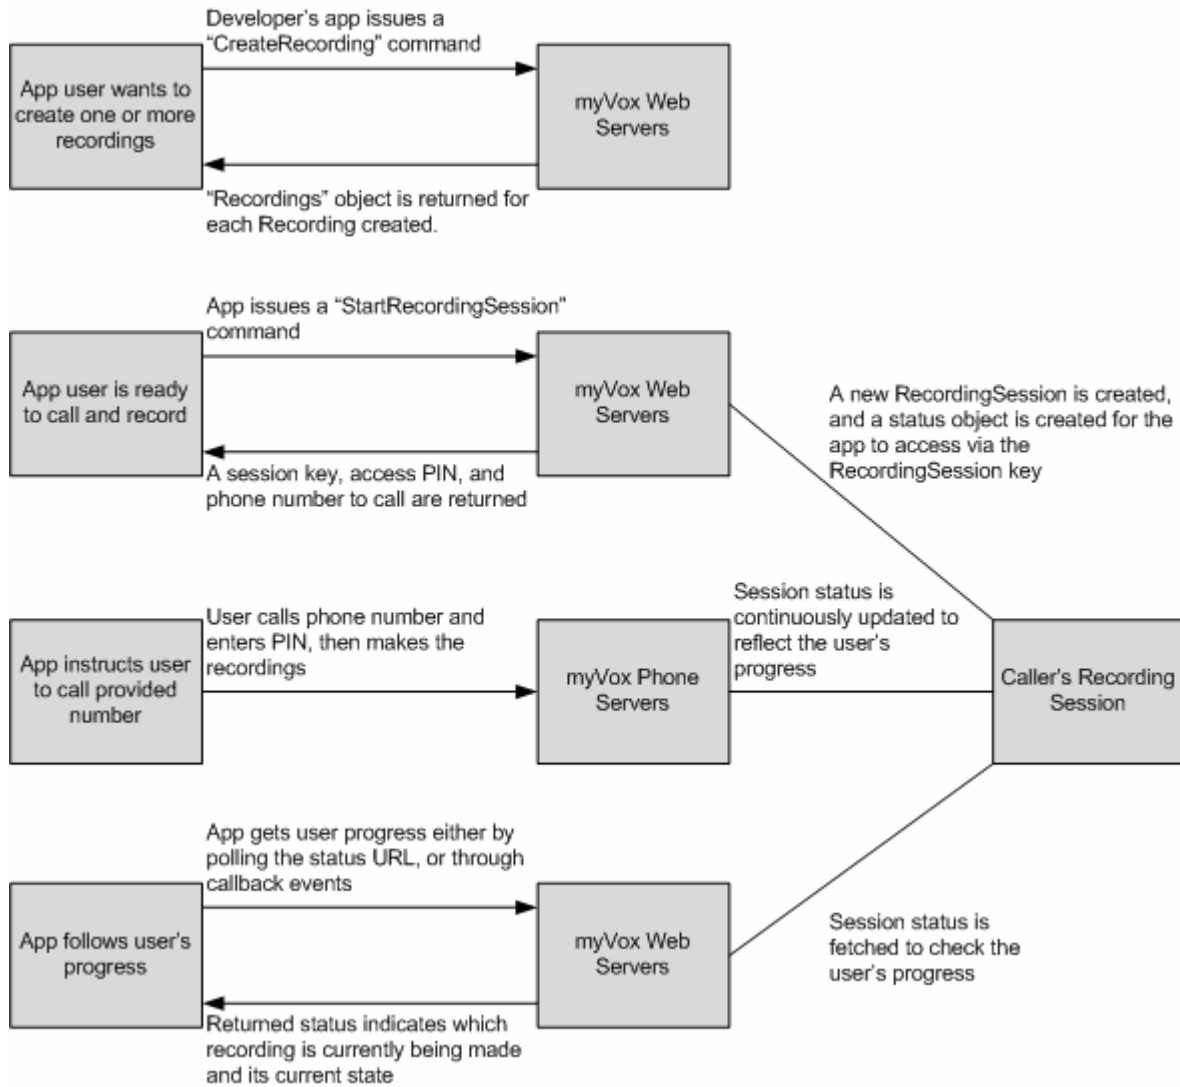 Developer's app issues a
“CreateRecording” command
App user wants to
create one or more
recordings
myVox Web
Servers
“Recordings” object is returned for
each Recording created.
App issues a “StartRecordingSession”
command
App user is ready
to call and record
myVox Web
Servers
A session key, access PIN, and
phone number to call are returned
A new RecordingSession is created,
and a status object is created for the
app to access via the
RecordingSession key
User calls phone number and
enters PIN, then makes the
recordings
App instructs user
to call provided
number
myVox Phone
Servers
Session status is
continuously updated to
reflect the user's
progress
Caller's Recording
Session
App gets user progress either by
polling the status URL, or through
callback events
App follows user's
progress
myVox Web
Servers
Session status is
fetched to check the
user's progress
Returned status indicates which
recording is currently being made
and its current state